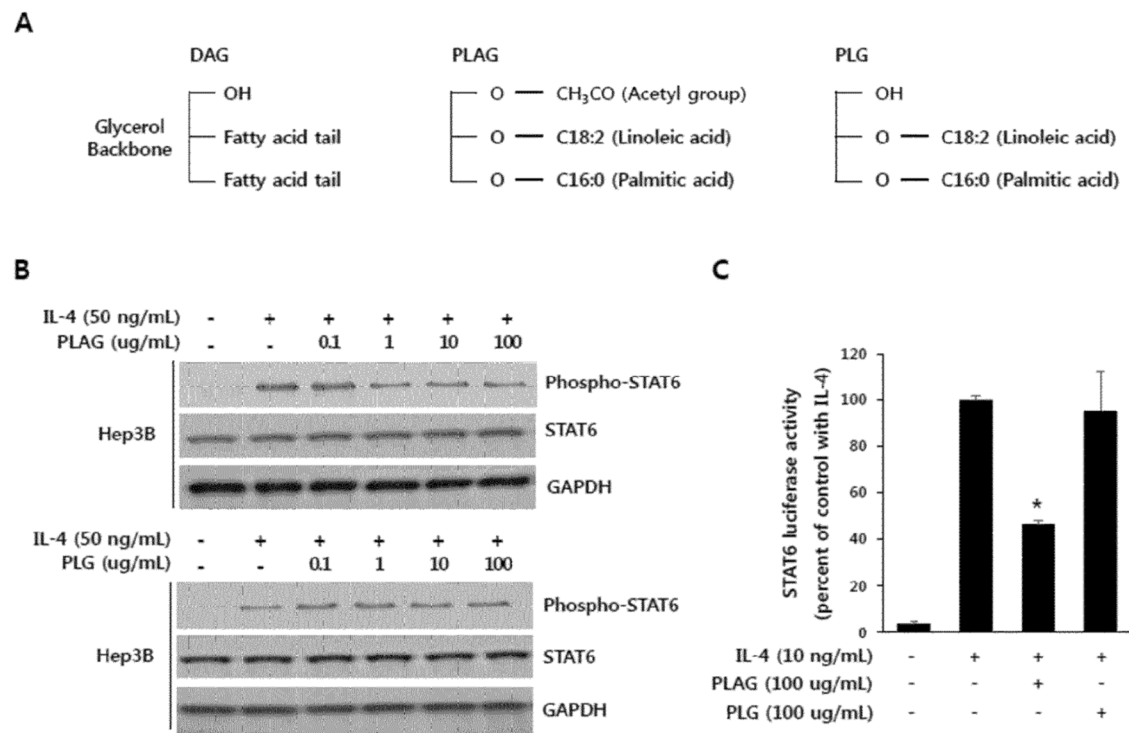 A
DAG
OH
Glycerol
Backbone
Fatty acid tail
Fatty acid tail
PLAG
O — CH₃CO (Acetyl group)
O — C18:2 (Linoleic acid)
O — C16:0 (Palmitic acid)
PLG
OH
O — C18:2 (Linoleic acid)
O — C16:0 (Palmitic acid)
B
IL-4 (50 ng/mL) - + + + + +
PLAG (ug/mL) - - 0.1 1 10 100
Hep3B
Phospho-STAT6
STAT6
GAPDH
IL-4 (50 ng/mL) - + + + + +
PLG (ug/mL) - - 0.1 1 10 100
Hep3B
Phospho-STAT6
STAT6
GAPDH
C
STAT6 luciferase activity
(percent of control with IL-4)
120
100
80
60
40
20
0
*
IL-4 (10 ng/mL) - + + +
PLAG (100 ug/mL) - - + -
PLG (100 ug/mL) - - - +